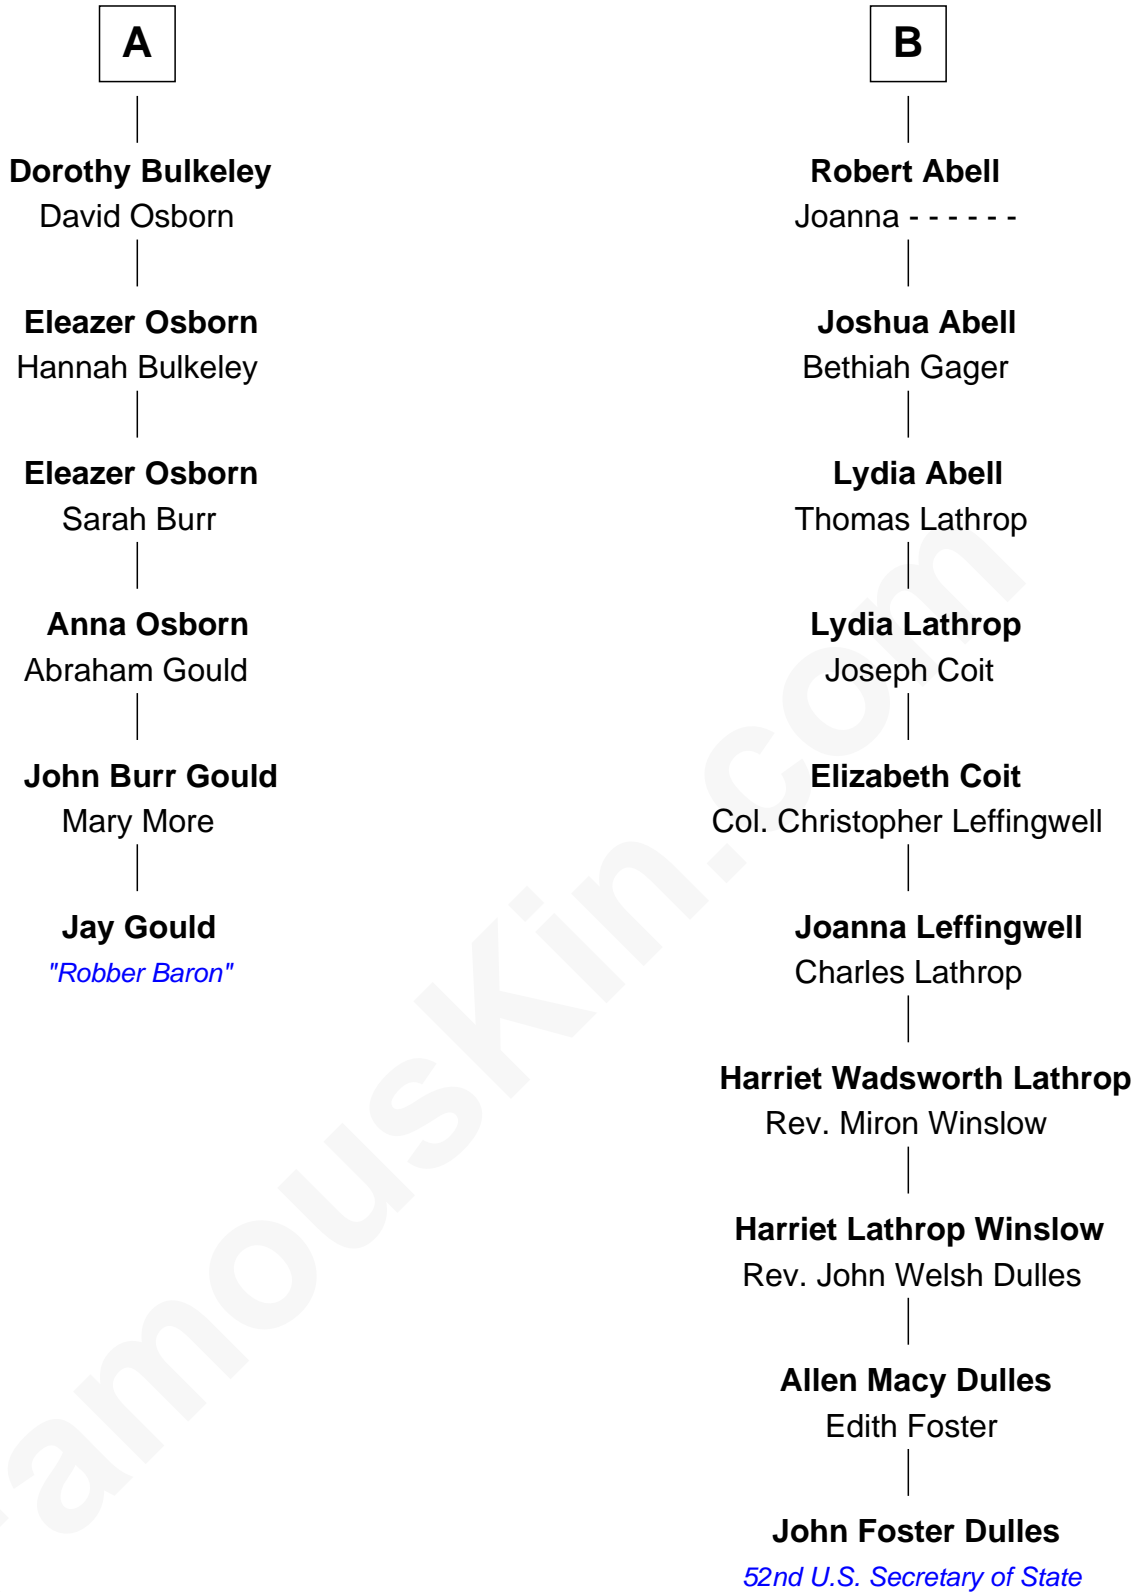 A
Dorothy Bulkeley
David Osborn
Eleazer Osborn
Hannah Bulkeley
Eleazer Osborn
Sarah Burr
Anna Osborn
Abraham Gould
John Burr Gould
Mary More
Jay Gould
"Robber Baron"
B
Robert Abell
Joanna - - - - - -
Joshua Abell
Bethiah Gager
Lydia Abell
Thomas Lathrop
Lydia Lathrop
Joseph Coit
Elizabeth Coit
Col. Christopher Leffingwell
Joanna Leffingwell
Charles Lathrop
Harriet Wadsworth Lathrop
Rev. Miron Winslow
Harriet Lathrop Winslow
Rev. John Welsh Dulles
Allen Macy Dulles
Edith Foster
John Foster Dulles
52nd U.S. Secretary of State
FamousKin.com